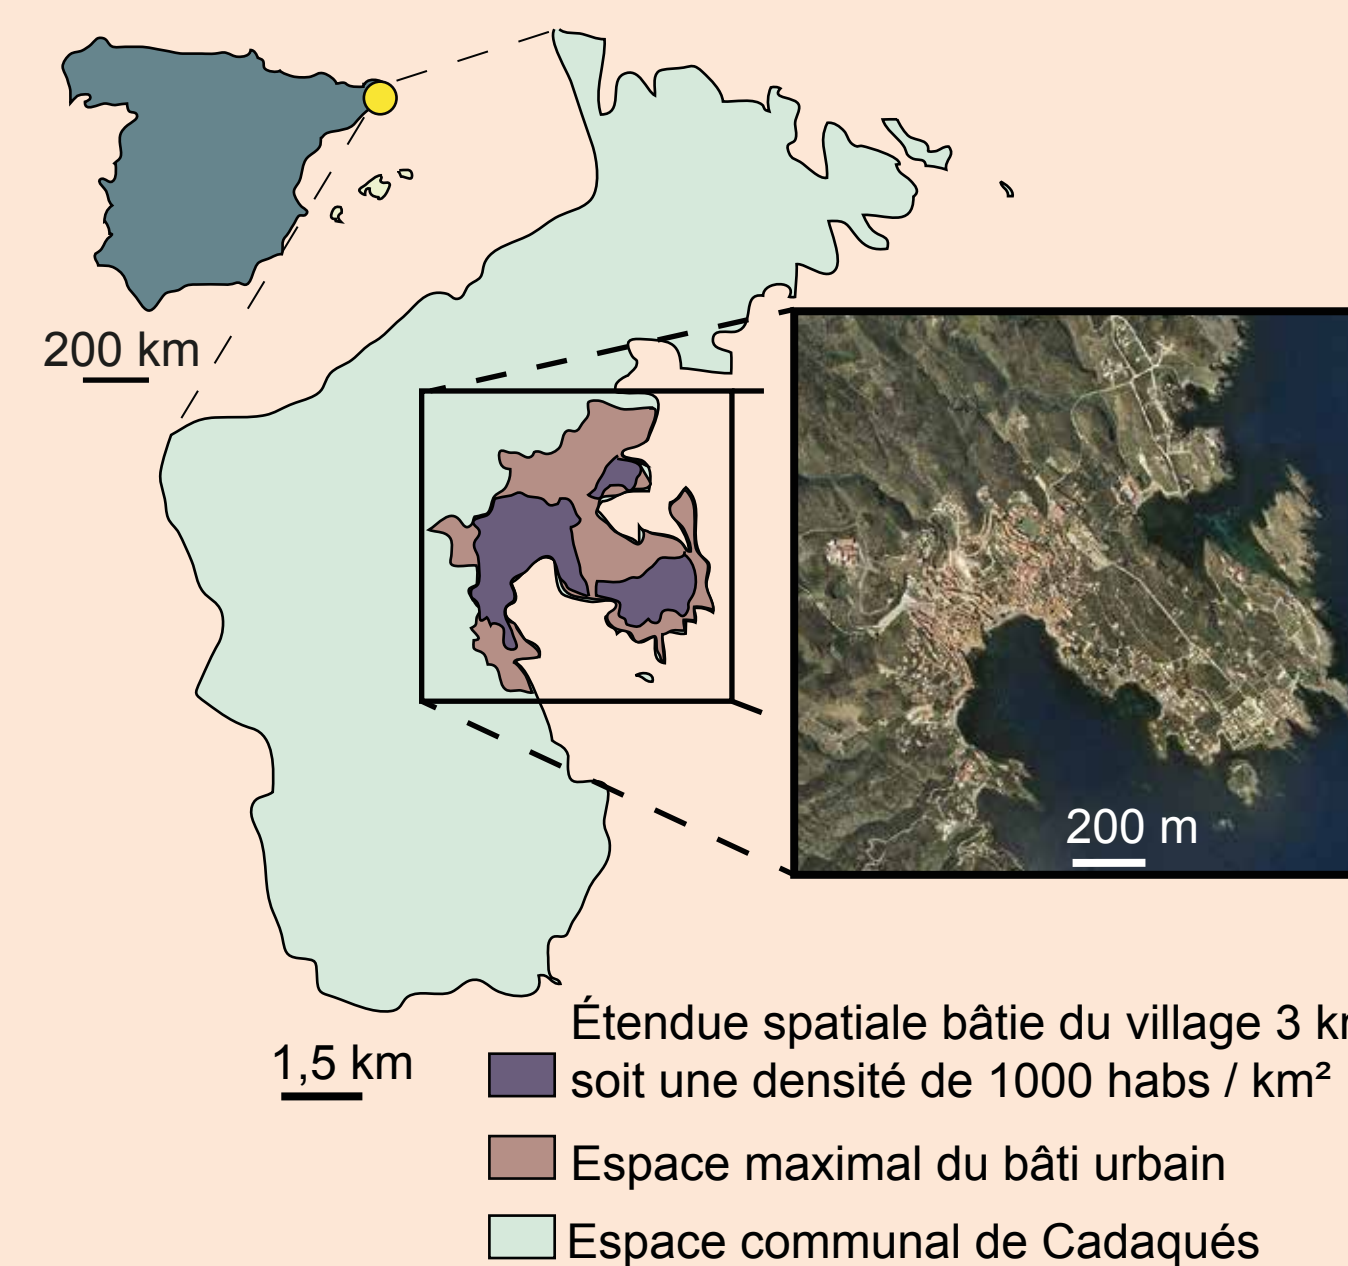 200 km
200 m
1,5 km
Étendue spatiale bâtie du village 3
soit une densité de 1000 habs / km²
Espace maximal du bâti urbain
Espace communal de Cadaqués